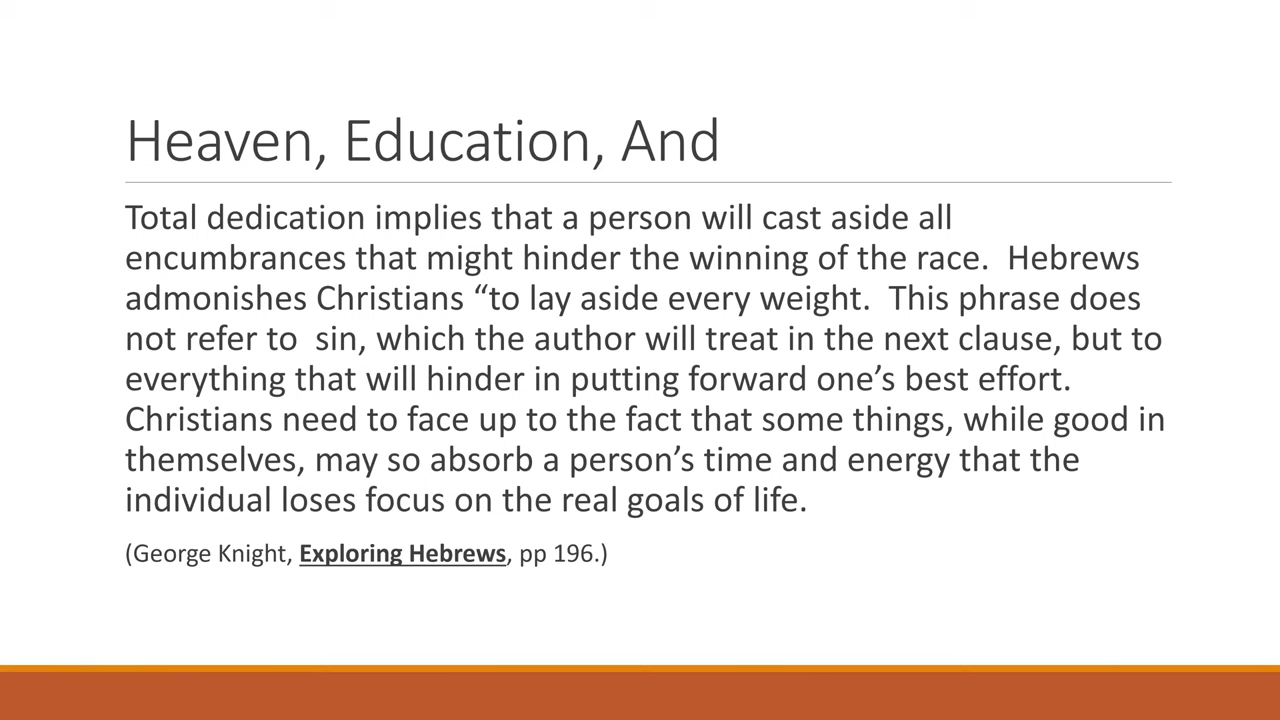 Heaven, Education, And
Total dedication implies that a person will cast aside all
encumbrances that might hinder the winning of the race.  Hebrews
admonishes Christians “to lay aside every weight.  This phrase does
not refer to  sin, which the author will treat in the next clause, but to
everything that will hinder in putting forward one’s best effort.
Christians need to face up to the fact that some things, while good in
themselves, may so absorb a person’s time and energy that the
individual loses focus on the real goals of life.
(George Knight, Exploring Hebrews, pp 196.)